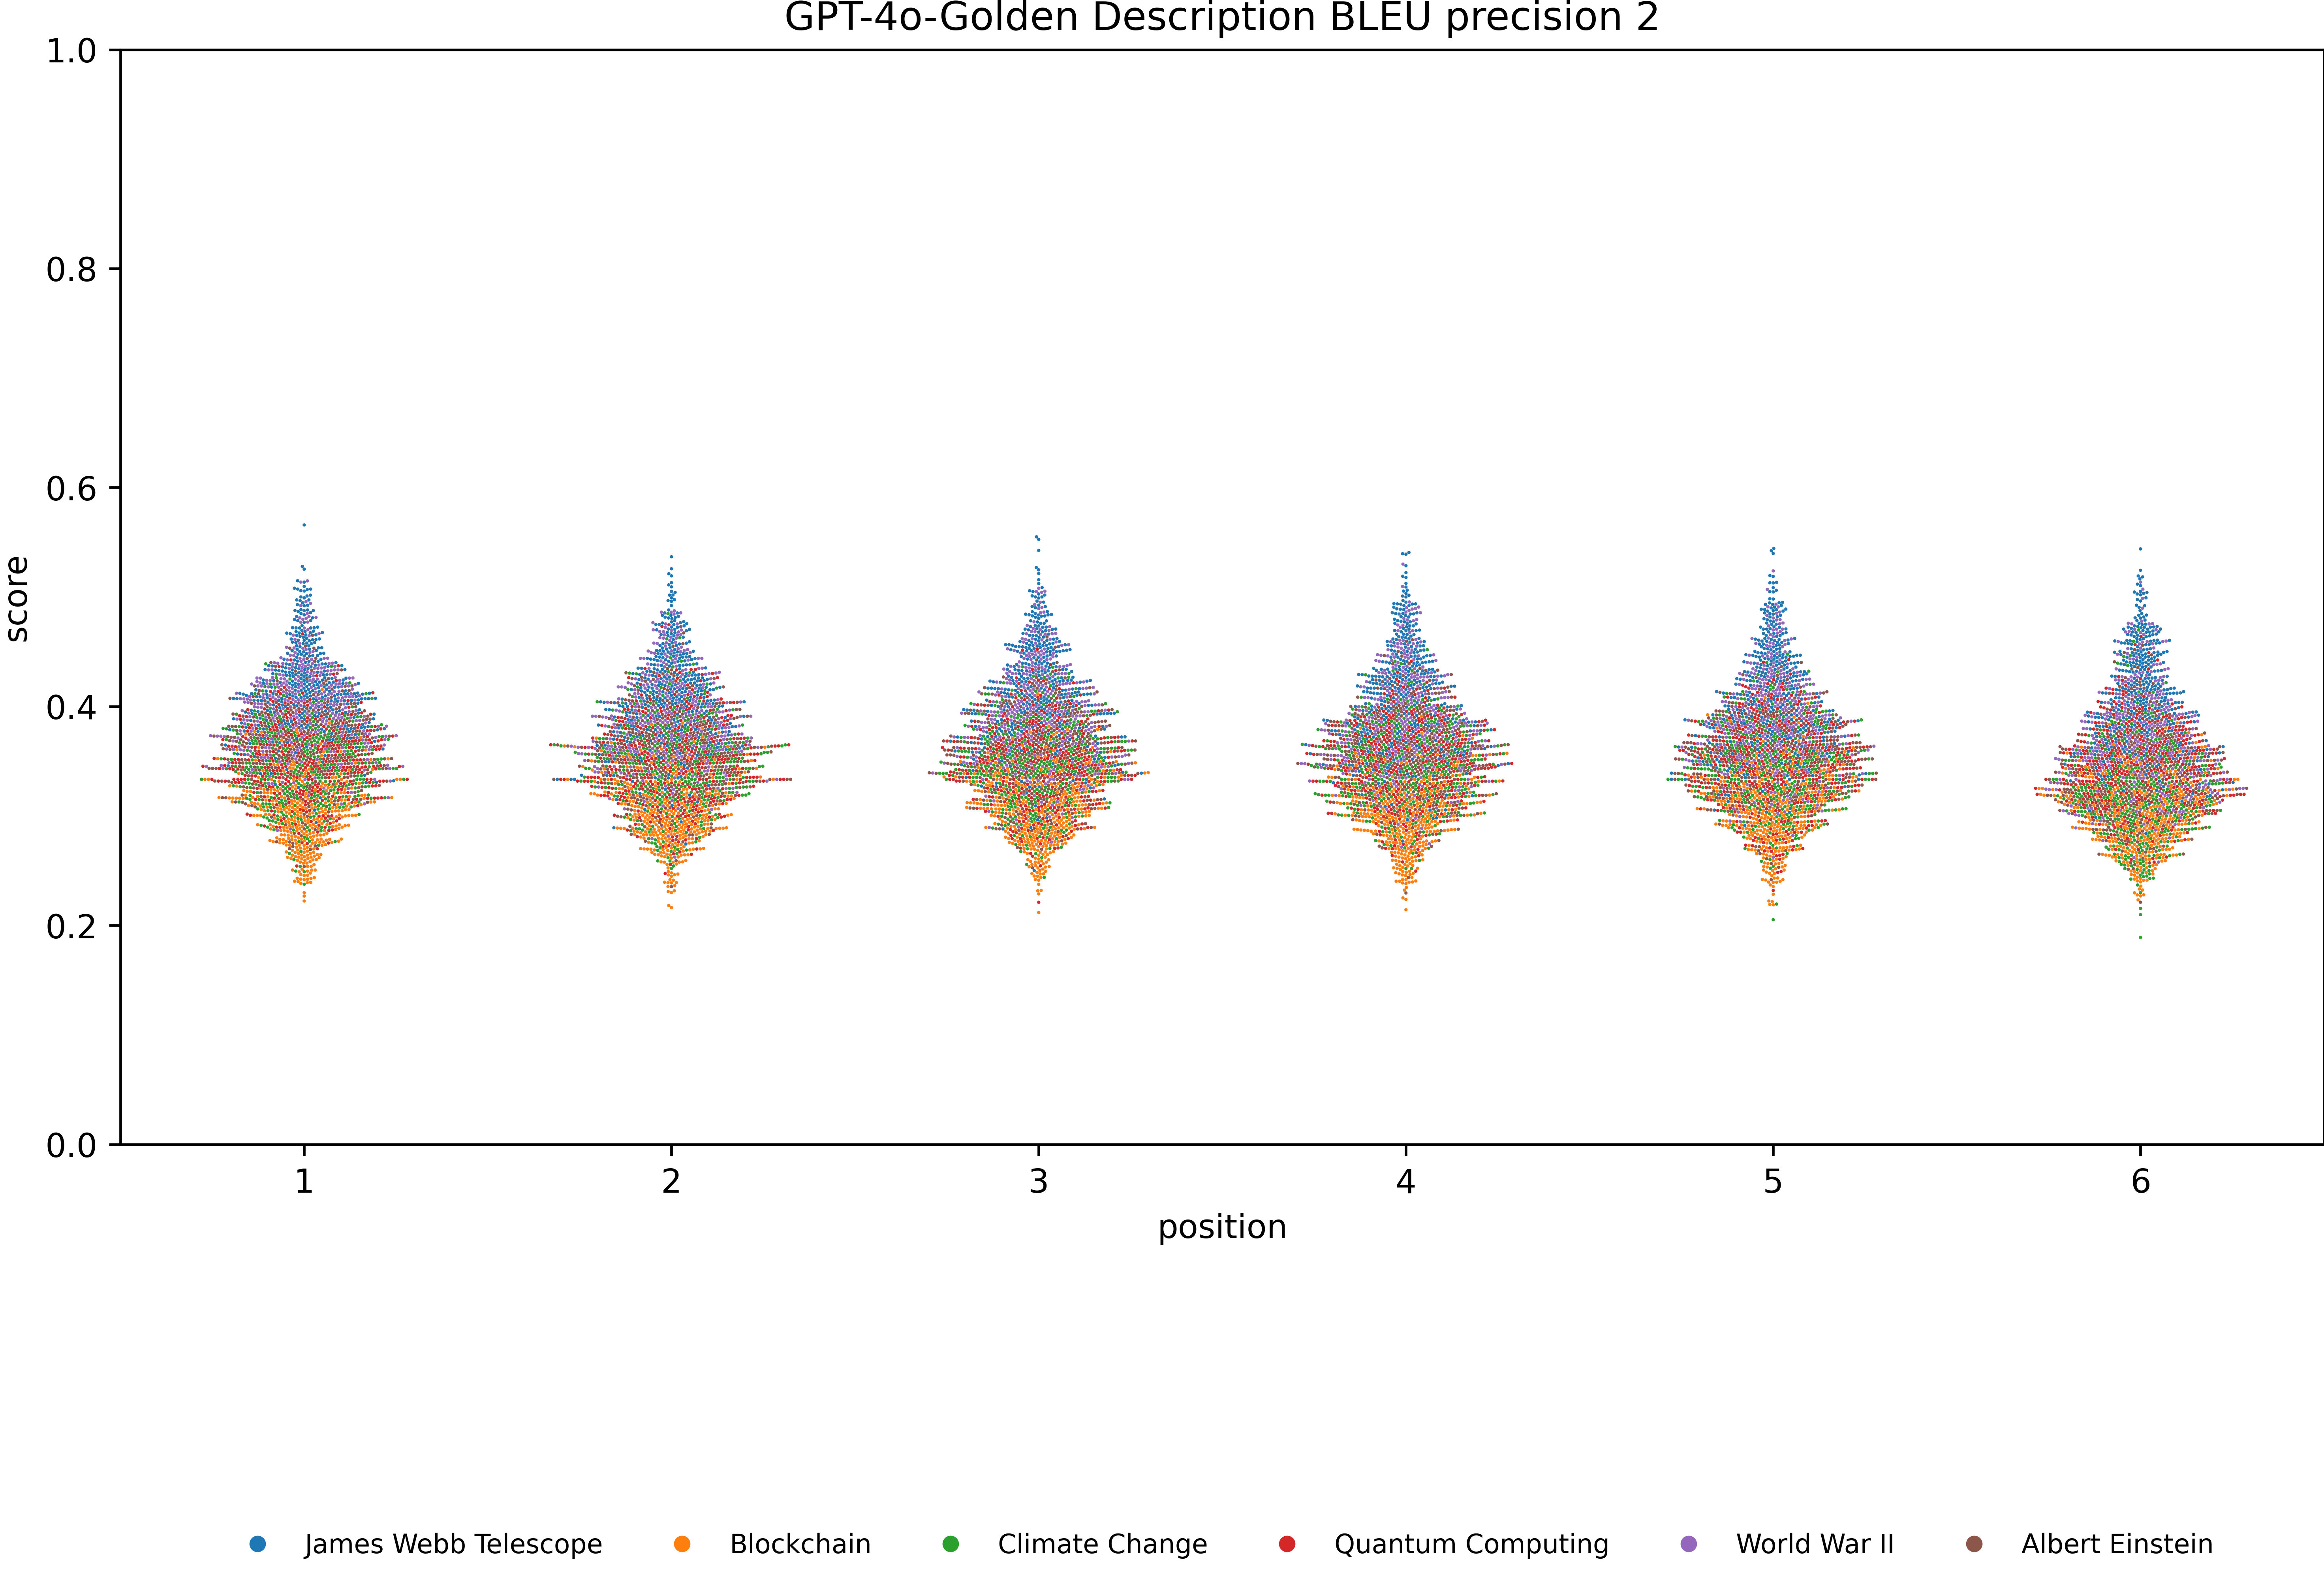 GPT-4o-Golden Description BLEU precision 2
1.0
0.8
0.6
0.4
0.2
0.0
score
1 2 3 4 5 6
position
James Webb Telescope Blockchain Climate Change Quantum Computing World War II Albert Einstein